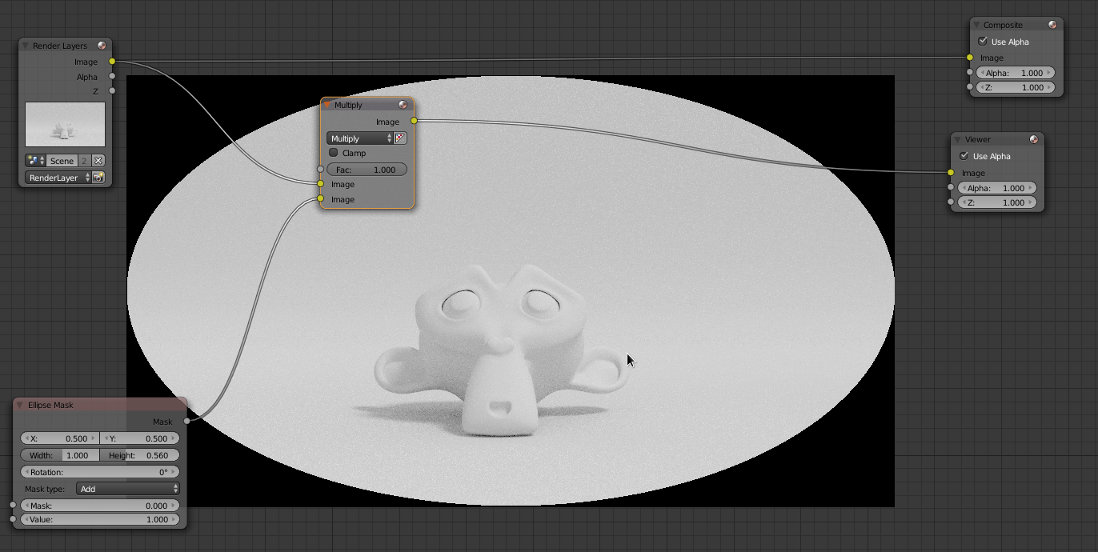 Render Layers
Image
Alpha
Z
Scene 2
RenderLayer
Multiply
Image
Multiply
Clamp
Fac: 1.000
Image
Image
Composite
Use Alpha
Image
Alpha: 1.000
Z: 1.000
Viewer
Use Alpha
Image
Alpha: 1.000
Z: 1.000
Ellipse Mask
Mask
X: 0.500 Y: 0.500
Width: 1.000 Height: 0.560
Rotation: 0°
Mask type: Add
Mask: 0.000
Value: 1.000